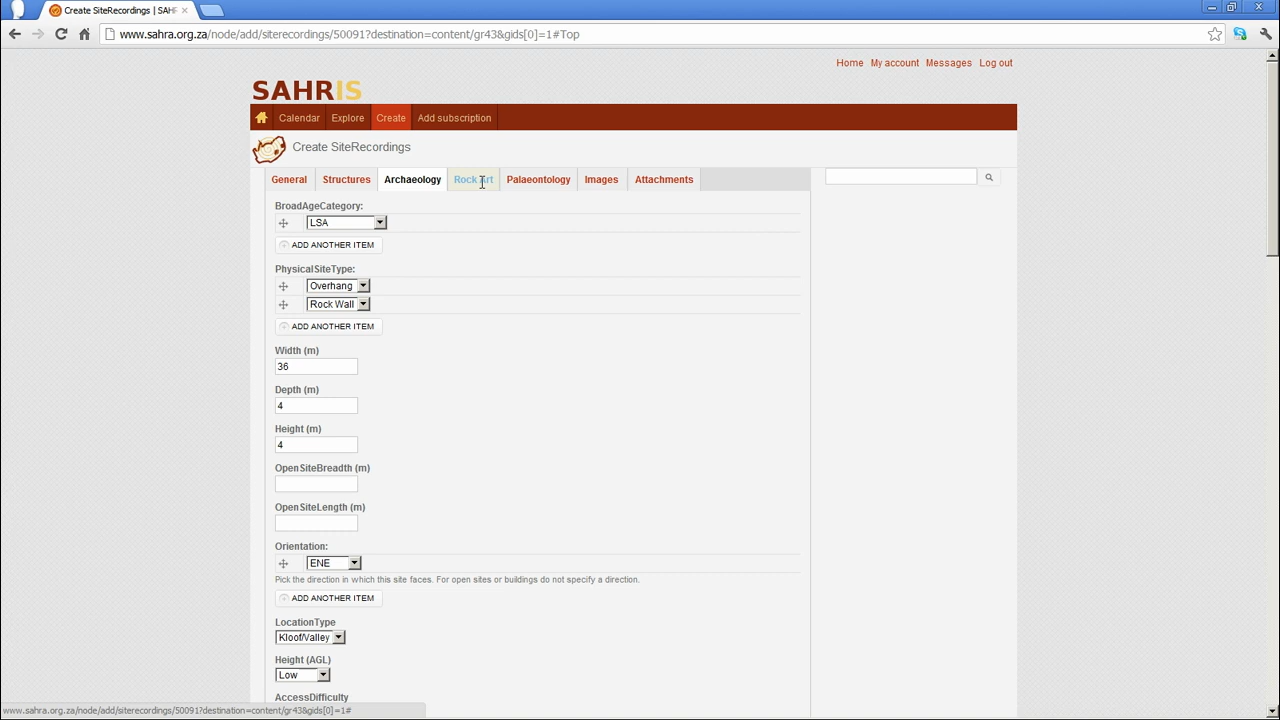 Create SiteRecordings | SAH
www.sahra.org.za/node/add/siterecordings/50091?destination=content/gr43&gids[0]=1#Top
Home My account Messages Log out
SAHRIS
Calendar Explore Create Add subscription
Create SiteRecordings
General Structures Archaeology Rock Art Palaeontology Images Attachments
BroadAgeCategory:
LSA
ADD ANOTHER ITEM
PhysicalSiteType:
Overhang
Rock Wall
ADD ANOTHER ITEM
Width (m)
36
Depth (m)
4
Height (m)
4
OpenSiteBreadth (m)
OpenSiteLength (m)
Orientation:
ENE
Pick the direction in which this site faces. For open sites or buildings do not specify a direction.
ADD ANOTHER ITEM
LocationType
Kloof/Valley
Height (AGL)
Low
AccessDifficulty
www.sahra.org.za/node/add/siterecordings/50091?destination=content/gr43&gids[0]=1#